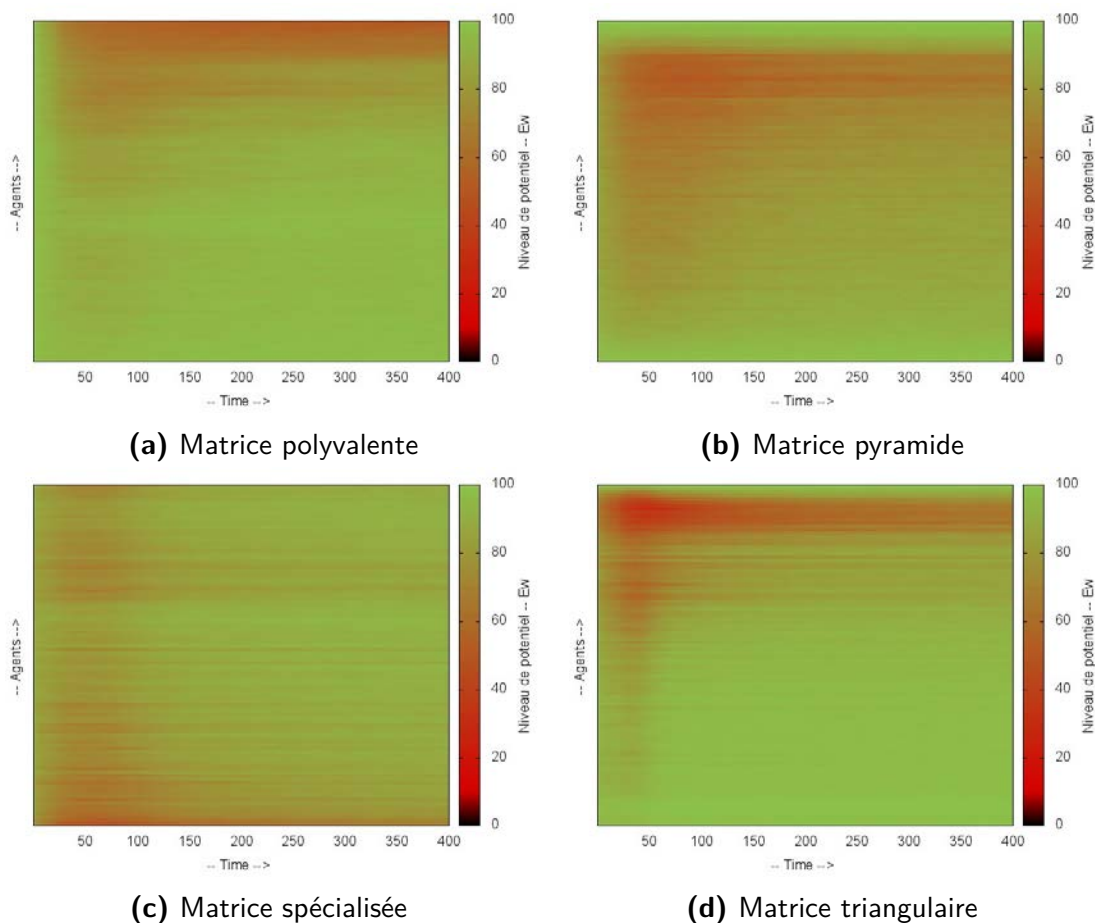 100
80
60
40
20
0
Niveau de potentiel -- Ew
-- Agents -->
50 100 150 200 250 300 350 400
-- Time -->
(a) Matrice polyvalente
100
80
60
40
20
0
Niveau de potentiel -- Ew
-- Agents -->
50 100 150 200 250 300 350 400
-- Time -->
(b) Matrice pyramide
100
80
60
40
20
0
Niveau de potentiel -- Ew
-- Agents -->
50 100 150 200 250 300 350 400
-- Time -->
(c) Matrice spécialisée
100
80
60
40
20
0
Niveau de potentiel -- Ew
-- Agents -->
50 100 150 200 250 300 350 400
-- Time -->
(d) Matrice triangulaire